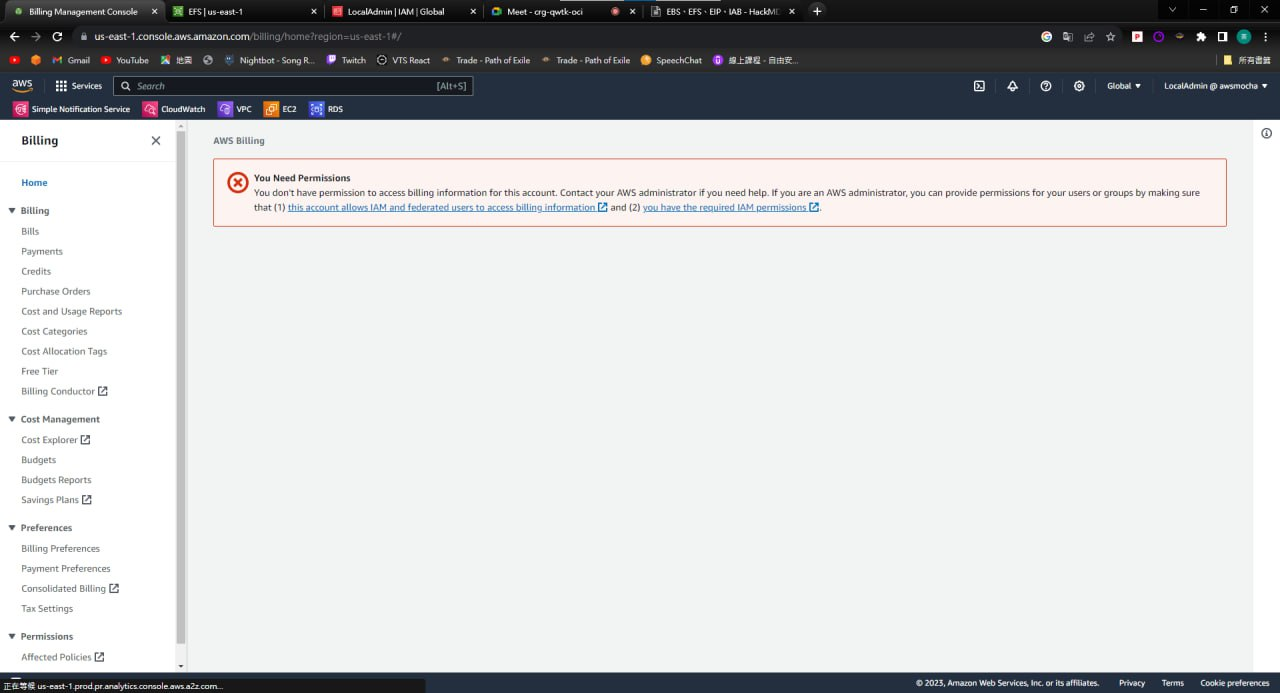 Billing Management Console
EFS | us-east-1
LocalAdmin | IAM | Global
Meet - crg-qwtk-oci
EBS、EFS、EIP、IAB - HackMD
us-east-1.console.aws.amazon.com/billing/home?region=us-east-1#/
Gmail
YouTube
地圖
Nightbot - Song R...
Twitch
VTS React
Trade - Path of Exile
Trade - Path of Exile
SpeechChat
線上課程 - 自由安...
所有書籤
aws
Services
Search
[Alt+S]
Global
LocalAdmin @ awsmocha
Simple Notification Service
CloudWatch
VPC
EC2
RDS
Billing
Home
Billing
Bills
Payments
Credits
Purchase Orders
Cost and Usage Reports
Cost Categories
Cost Allocation Tags
Free Tier
Billing Conductor
Cost Management
Cost Explorer
Budgets
Budgets Reports
Savings Plans
Preferences
Billing Preferences
Payment Preferences
Consolidated Billing
Tax Settings
Permissions
Affected Policies
AWS Billing
You Need Permissions
You don't have permission to access billing information for this account. Contact your AWS administrator if you need help. If you are an AWS administrator, you can provide permissions for your users or groups by making sure
that (1) this account allows IAM and federated users to access billing information and (2) you have the required IAM permissions.
正在等候 us-east-1.prod.pr.analytics.console.aws.a2z.com...
© 2023, Amazon Web Services, Inc. or its affiliates.
Privacy
Terms
Cookie preferences